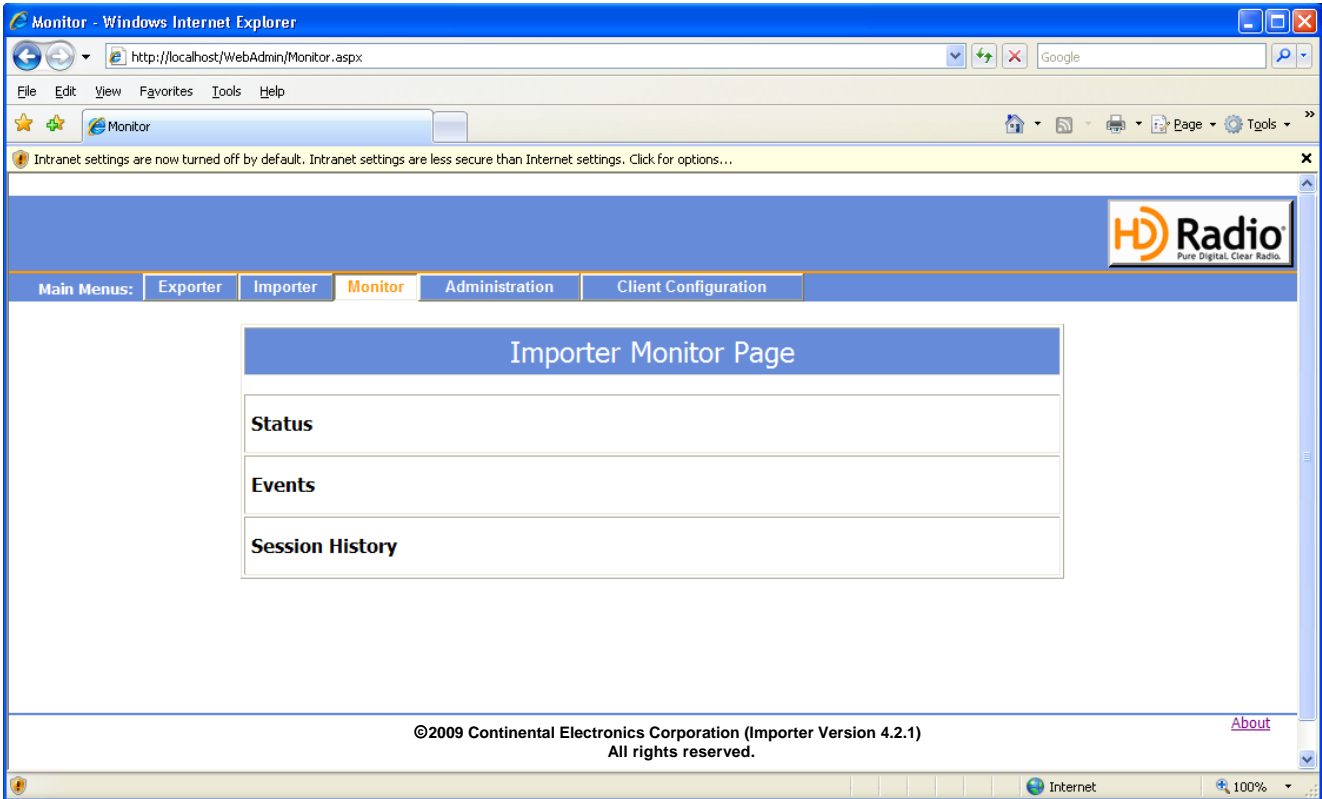 Monitor - Windows Internet Explorer
http://localhost/WebAdmin/Monitor.aspx
Google
File Edit View Favorites Tools Help
Monitor
Page Tools »
Intranet settings are now turned off by default. Intranet settings are less secure than Internet settings. Click for options...
HD Radio
Pure Digital. Clear Radio.
Main Menus: Exporter Importer Monitor Administration Client Configuration
Importer Monitor Page
Status
Events
Session History
About
©2009 Continental Electronics Corporation (Importer Version 4.2.1)
All rights reserved.
Internet 100%